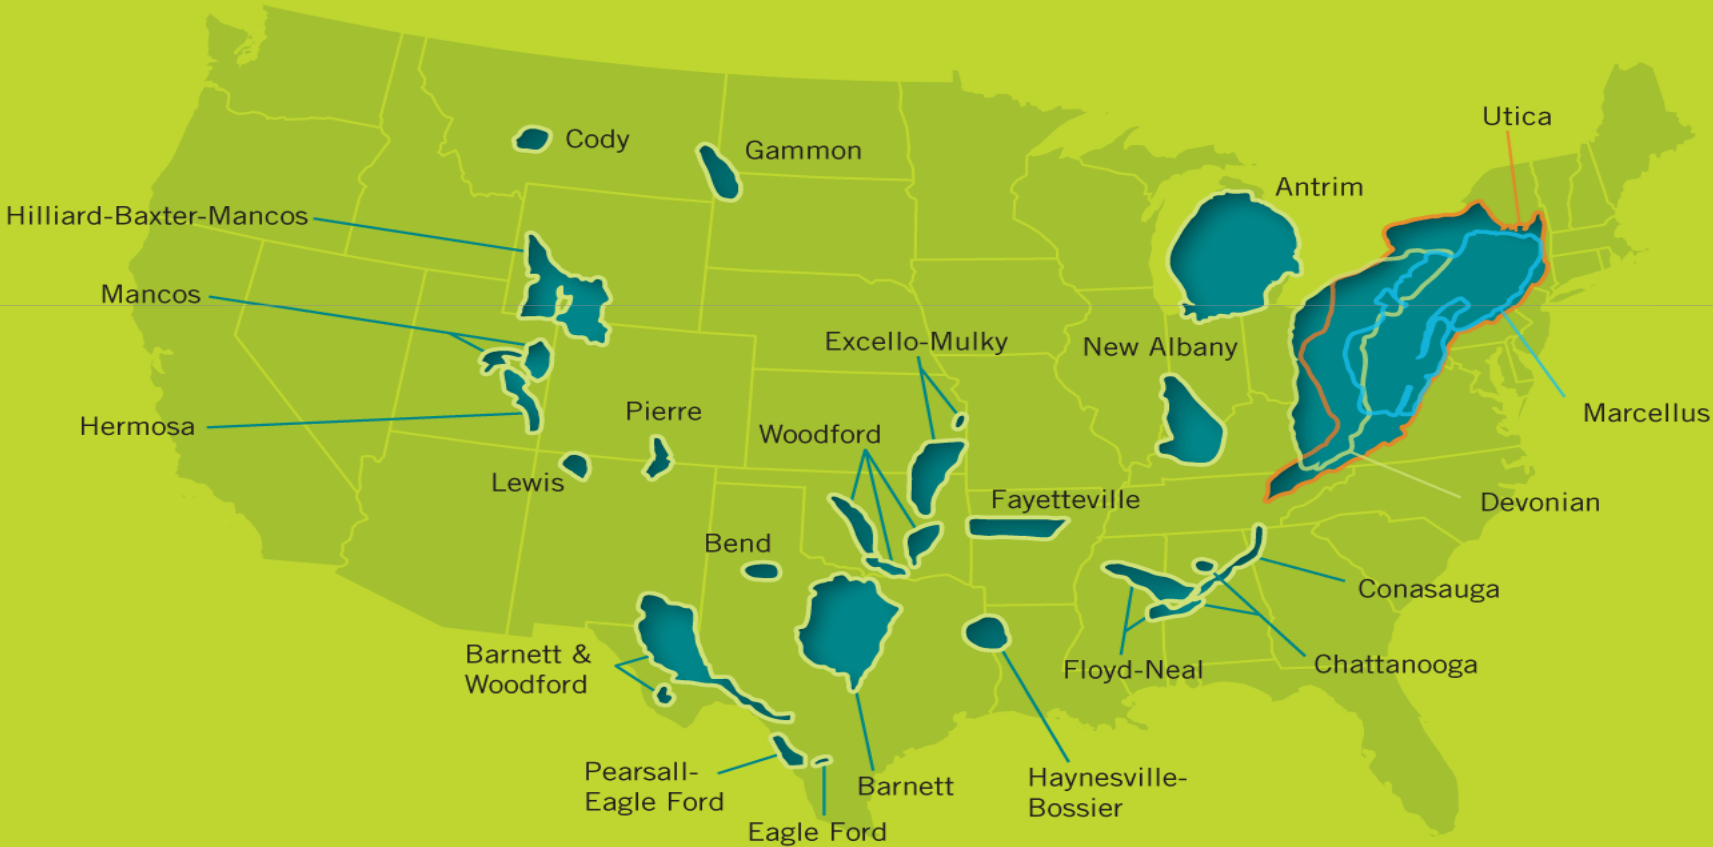 Utica
Cody
Gammon
Antrim
Hilliard-Baxter-Mancos
Mancos
Excello-Mulky
New Albany
Marcellus
Hermosa
Pierre
Woodford
Lewis
Fayetteville
Devonian
Bend
Conasauga
Barnett &
Woodford
Floyd-Neal
Chattanooga
Pearsall-
Eagle Ford
Barnett
Haynesville-
Bossier
Eagle Ford